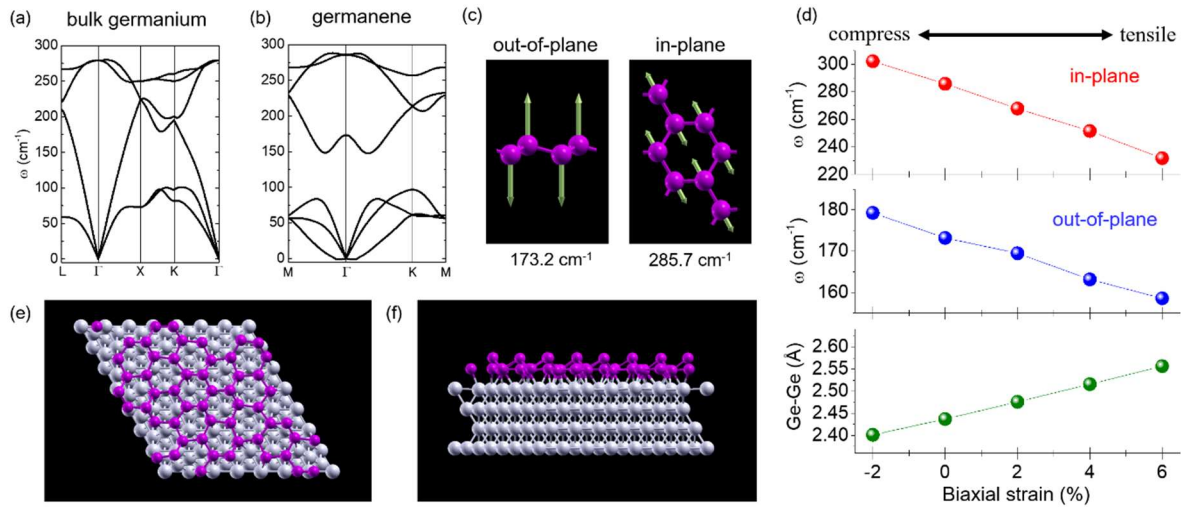 (a) bulk germanium
300
250
200
150
100
50
0
ω (cm⁻¹)
L Γ X K Γ
(b) germanene
300
250
200
150
100
50
0
M Γ K M
(c)
out-of-plane in-plane
173.2 cm⁻¹ 285.7 cm⁻¹
(d)
compress tensile
300
280
260
240
220
ω (cm⁻¹)
in-plane
180
170
160
ω (cm⁻¹)
out-of-plane
2.60
2.55
2.50
2.45
2.40
Ge-Ge (Å)
-2 0 2 4 6
Biaxial strain (%)
(e)
(f)